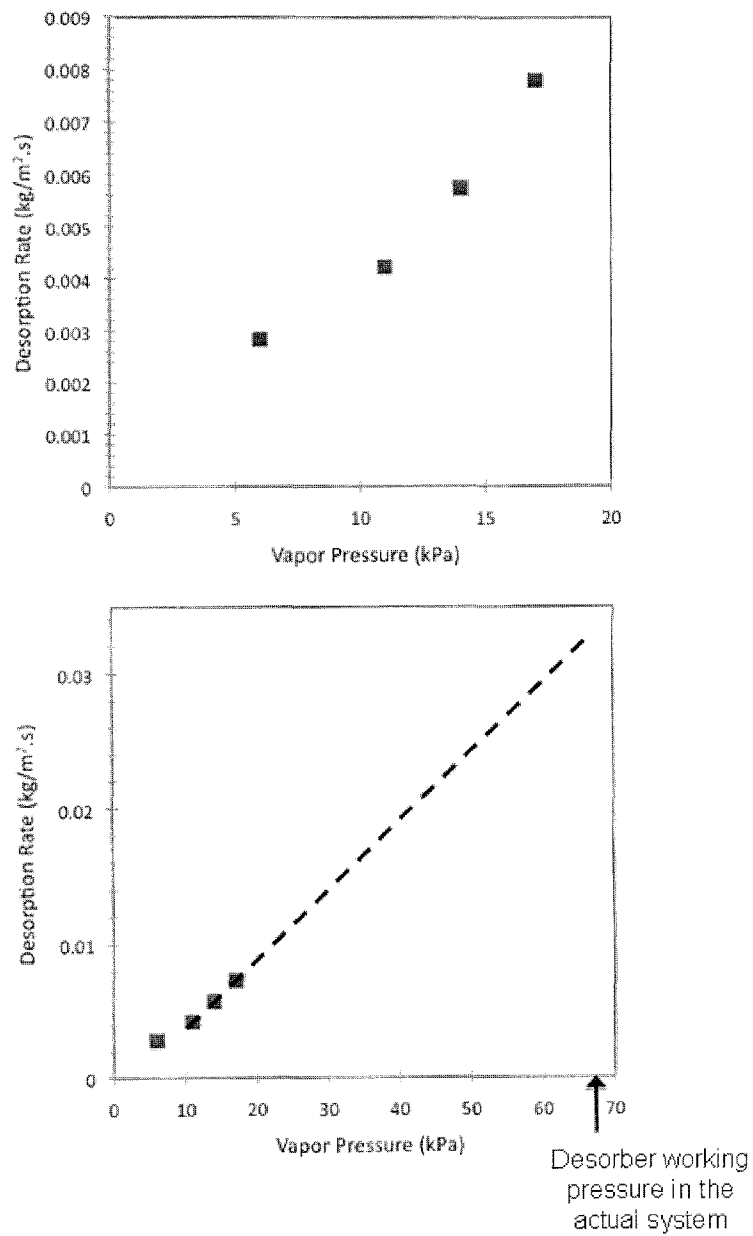 0.009
0.008
0.007
0.006
0.005
0.004
0.003
0.002
0.001
0
Desorption Rate (kg/m².s)
0 5 10 15 20
Vapor Pressure (kPa)
0.03
0.02
0.01
0
Desorption Rate (kg/m².s)
0 10 20 30 40 50 60 70
Vapor Pressure (kPa)
Desorber working
pressure in the
actual system